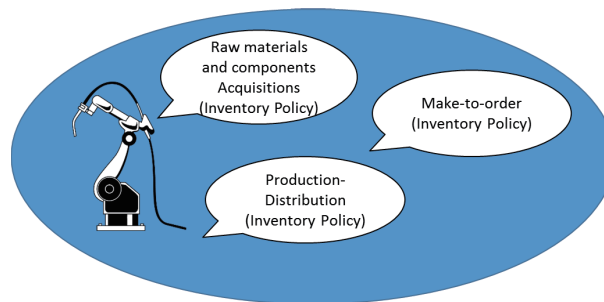 Raw materials
and components
Acquisitions
(Inventory Policy)
Make-to-order
(Inventory Policy)
Production-
Distribution
(Inventory Policy)